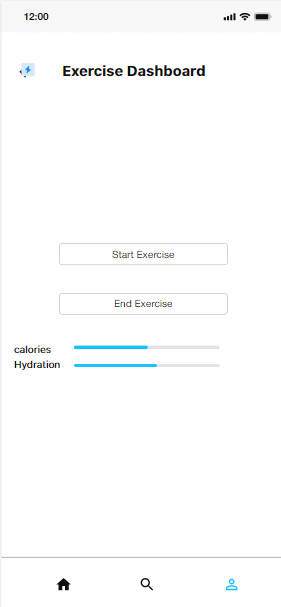 12:00
Exercise Dashboard
Start Exercise
End Exercise
calories
Hydration